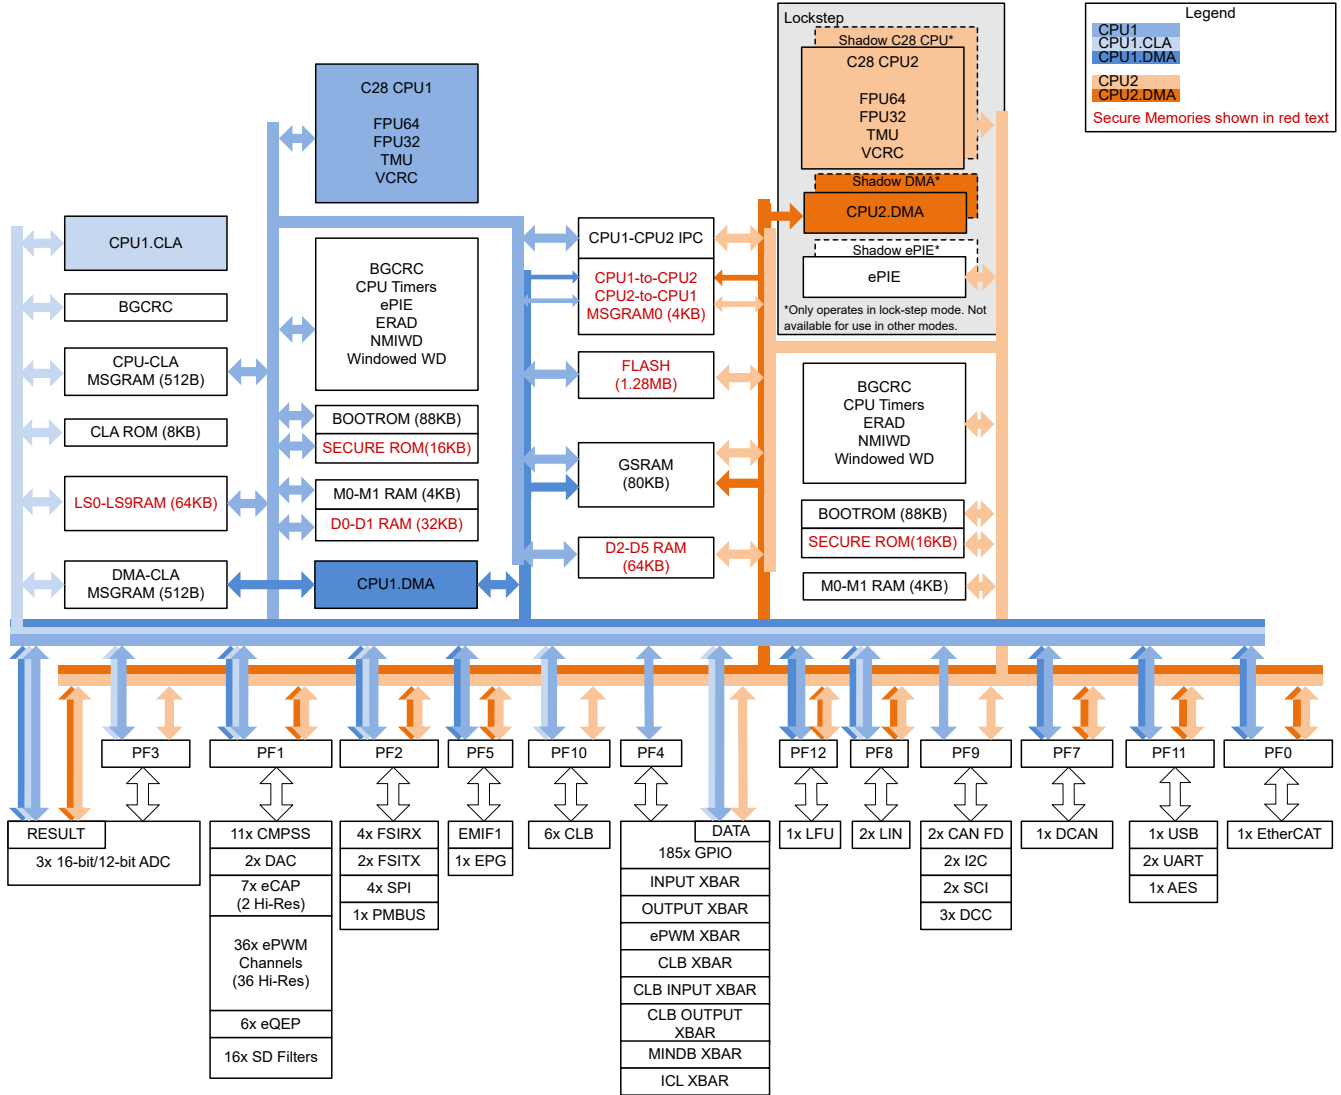 Lockstep
Shadow C28 CPU*
C28 CPU2
FPU64
FPU32
TMU
VCRC
Shadow DMA*
CPU2.DMA
Shadow ePIE*
ePIE
*Only operates in lock-step mode. Not
available for use in other modes.
Legend
CPU1
CPU1.CLA
CPU1.DMA
CPU2
CPU2.DMA
Secure Memories shown in red text
C28 CPU1
FPU64
FPU32
TMU
VCRC
CPU1.CLA
BGCRC
CPU-CLA
MSGRAM (512B)
CLA ROM (8KB)
LS0-LS9RAM (64KB)
DMA-CLA
MSGRAM (512B)
BGCRC
CPU Timers
ePIE
ERAD
NMIWD
Windowed WD
BOOTROM (88KB)
SECURE ROM(16KB)
M0-M1 RAM (4KB)
D0-D1 RAM (32KB)
CPU1.DMA
CPU1-CPU2 IPC
CPU1-to-CPU2
CPU2-to-CPU1
MSGRAM0 (4KB)
FLASH
(1.28MB)
GSRAM
(80KB)
D2-D5 RAM
(64KB)
BGCRC
CPU Timers
ERAD
NMIWD
Windowed WD
BOOTROM (88KB)
SECURE ROM(16KB)
M0-M1 RAM (4KB)
PF3
PF1
PF2
PF5
PF10
PF4
PF12
PF8
PF9
PF7
PF11
PF0
RESULT
3x 16-bit/12-bit ADC
11x CMPSS
2x DAC
7x eCAP
(2 Hi-Res)
36x ePWM
Channels
(36 Hi-Res)
6x eQEP
16x SD Filters
4x FSIRX
2x FSITX
4x SPI
1x PMBUS
EMIF1
1x EPG
6x CLB
DATA
185x GPIO
INPUT XBAR
OUTPUT XBAR
ePWM XBAR
CLB XBAR
CLB INPUT XBAR
CLB OUTPUT
XBAR
MINDB XBAR
ICL XBAR
1x LFU
2x LIN
2x CAN FD
2x I2C
2x SCI
3x DCC
1x DCAN
1x USB
2x UART
1x AES
1x EtherCAT